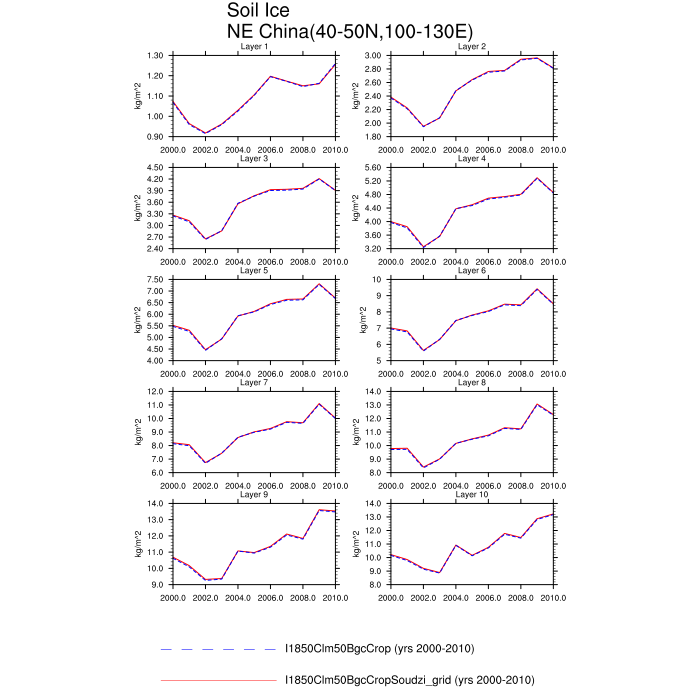 Soil Ice
NE China(40-50N,100-130E)
Layer 1
1.30
1.20
1.10
1.00
0.90
kg/m^2
2000.0 2002.0 2004.0 2006.0 2008.0 2010.0
Layer 2
3.00
2.80
2.60
2.40
2.20
2.00
1.80
kg/m^2
2000.0 2002.0 2004.0 2006.0 2008.0 2010.0
Layer 3
4.50
4.20
3.90
3.60
3.30
3.00
2.70
2.40
kg/m^2
2000.0 2002.0 2004.0 2006.0 2008.0 2010.0
Layer 4
5.60
5.20
4.80
4.40
4.00
3.60
3.20
kg/m^2
2000.0 2002.0 2004.0 2006.0 2008.0 2010.0
Layer 5
7.50
7.00
6.50
6.00
5.50
5.00
4.50
4.00
kg/m^2
2000.0 2002.0 2004.0 2006.0 2008.0 2010.0
Layer 6
10
9
8
7
6
5
kg/m^2
2000.0 2002.0 2004.0 2006.0 2008.0 2010.0
Layer 7
12.0
11.0
10.0
9.0
8.0
7.0
6.0
kg/m^2
2000.0 2002.0 2004.0 2006.0 2008.0 2010.0
Layer 8
14.0
13.0
12.0
11.0
10.0
9.0
8.0
kg/m^2
2000.0 2002.0 2004.0 2006.0 2008.0 2010.0
Layer 9
14.0
13.0
12.0
11.0
10.0
9.0
kg/m^2
2000.0 2002.0 2004.0 2006.0 2008.0 2010.0
Layer 10
14.0
13.0
12.0
11.0
10.0
9.0
8.0
kg/m^2
2000.0 2002.0 2004.0 2006.0 2008.0 2010.0
I1850Clm50BgcCrop (yrs 2000-2010)
I1850Clm50BgcCropSoudzi_grid (yrs 2000-2010)